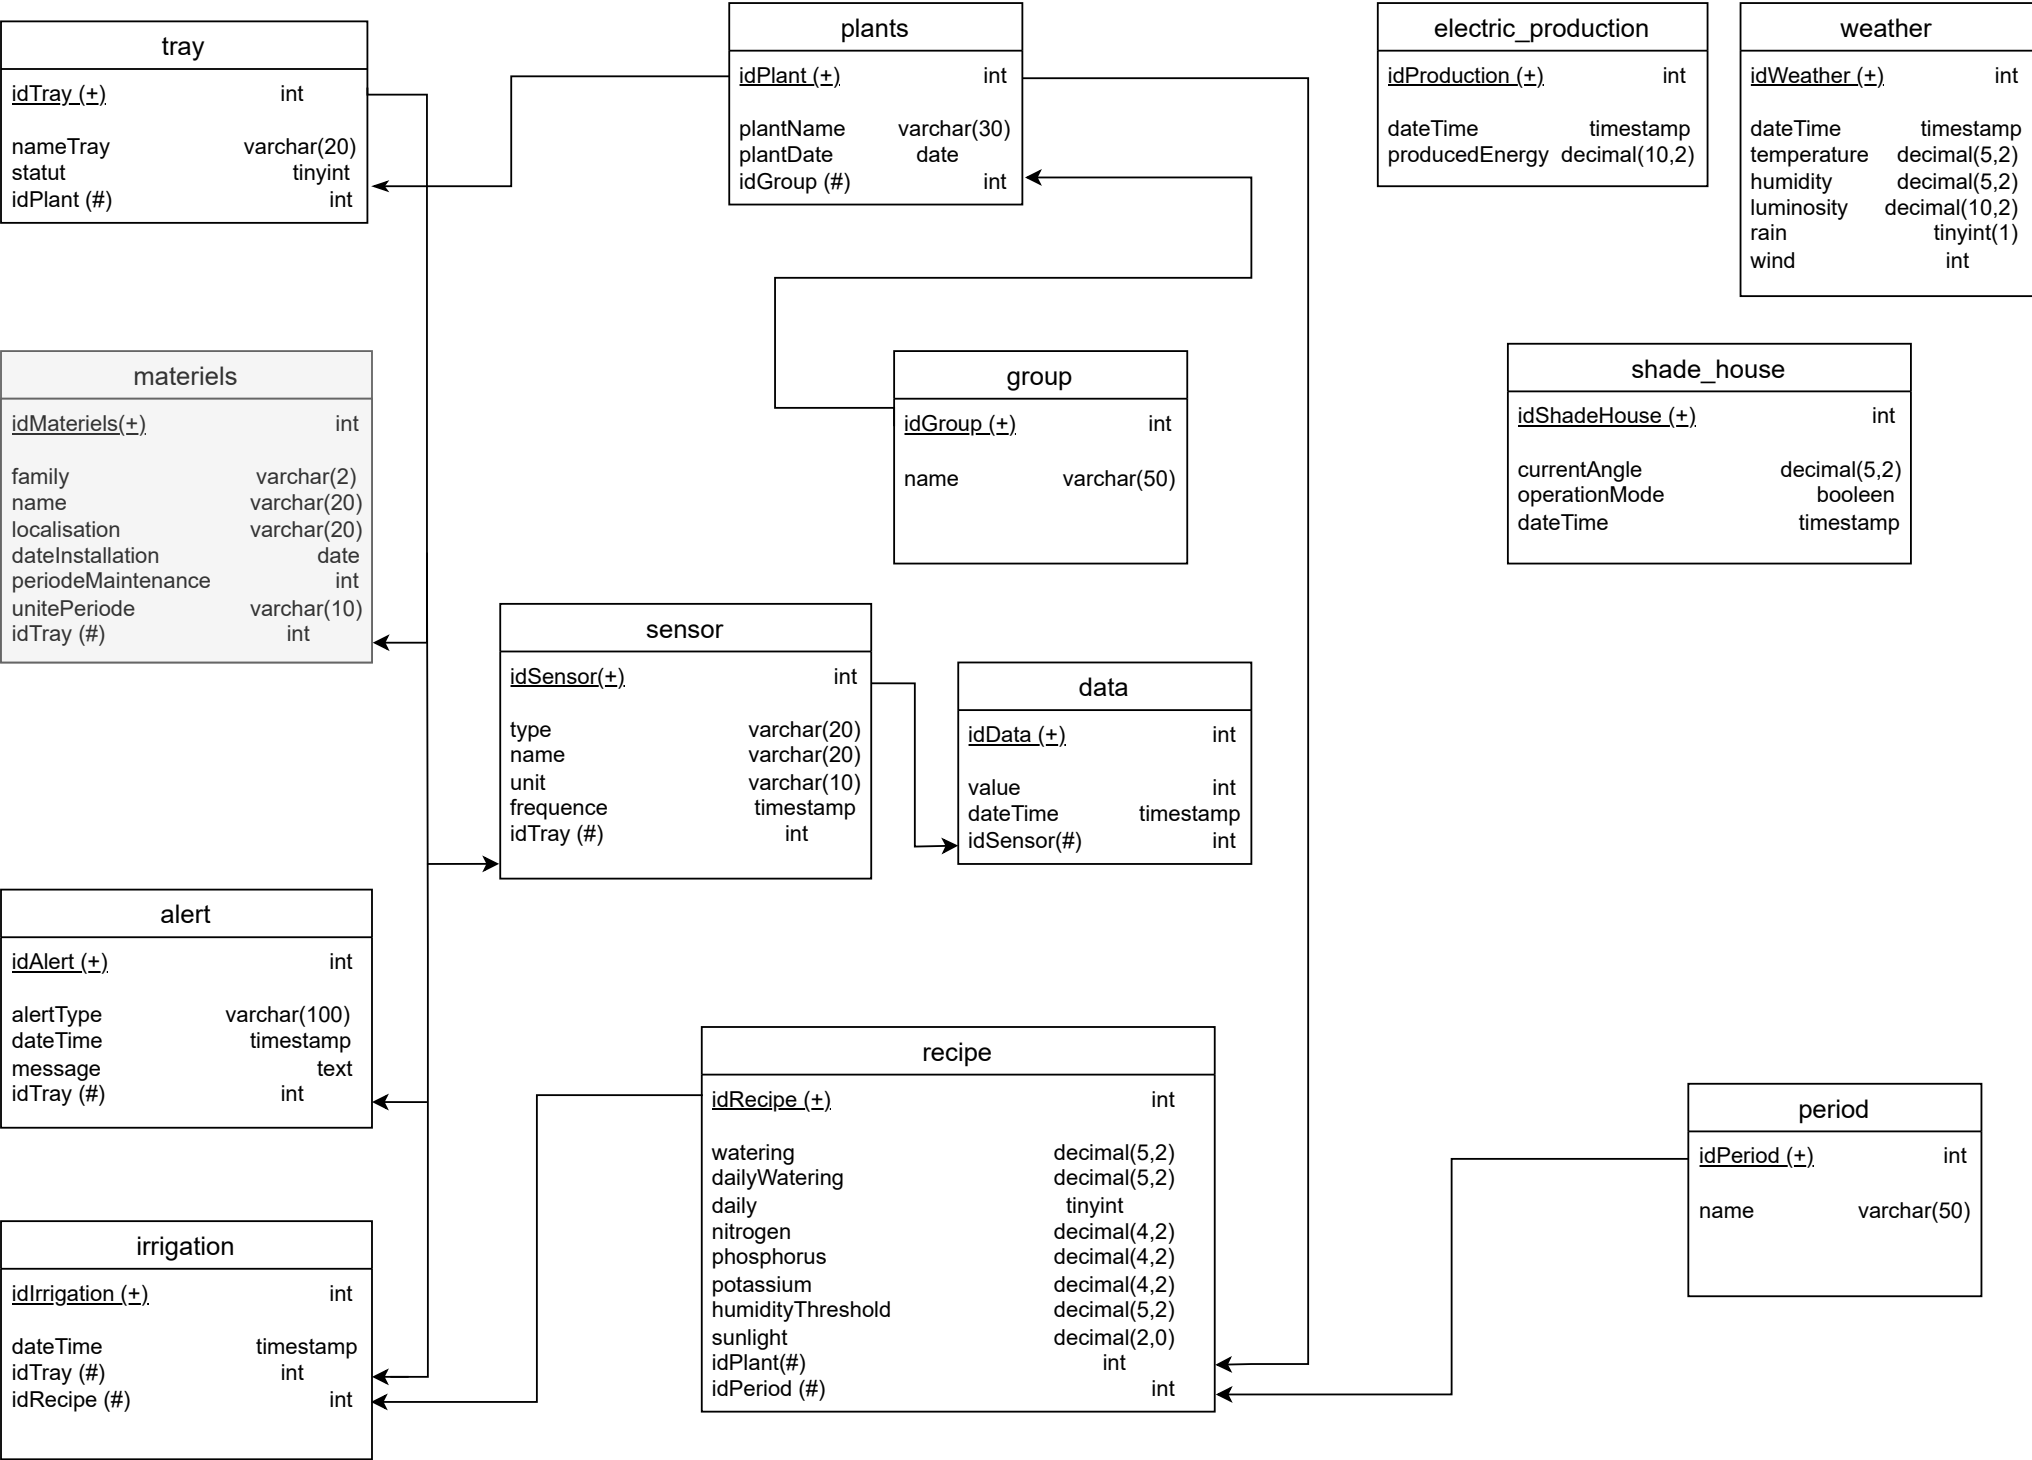 tray
idTray (+) int
nameTray varchar(20)
statut tinyint
idPlant (#) int
plants
idPlant (+) int
plantName varchar(30)
plantDate date
idGroup (#) int
electric_production
idProduction (+) int
dateTime timestamp
producedEnergy decimal(10,2)
weather
idWeather (+) int
dateTime timestamp
temperature decimal(5,2)
humidity decimal(5,2)
luminosity decimal(10,2)
rain tinyint(1)
wind int
materiels
idMateriels(+) int
family varchar(2)
name varchar(20)
localisation varchar(20)
dateInstallation date
periodeMaintenance int
unitePeriode varchar(10)
idTray (#) int
group
idGroup (+) int
name varchar(50)
shade_house
idShadeHouse (+) int
currentAngle decimal(5,2)
operationMode booleen
dateTime timestamp
sensor
idSensor(+) int
type varchar(20)
name varchar(20)
unit varchar(10)
frequence timestamp
idTray (#) int
data
idData (+) int
value int
dateTime timestamp
idSensor(#) int
alert
idAlert (+) int
alertType varchar(100)
dateTime timestamp
message text
idTray (#) int
recipe
idRecipe (+) int
watering decimal(5,2)
dailyWatering decimal(5,2)
daily tinyint
nitrogen decimal(4,2)
phosphorus decimal(4,2)
potassium decimal(4,2)
humidityThreshold decimal(5,2)
sunlight decimal(2,0)
idPlant(#) int
idPeriod (#) int
period
idPeriod (+) int
name varchar(50)
irrigation
idIrrigation (+) int
dateTime timestamp
idTray (#) int
idRecipe (#) int